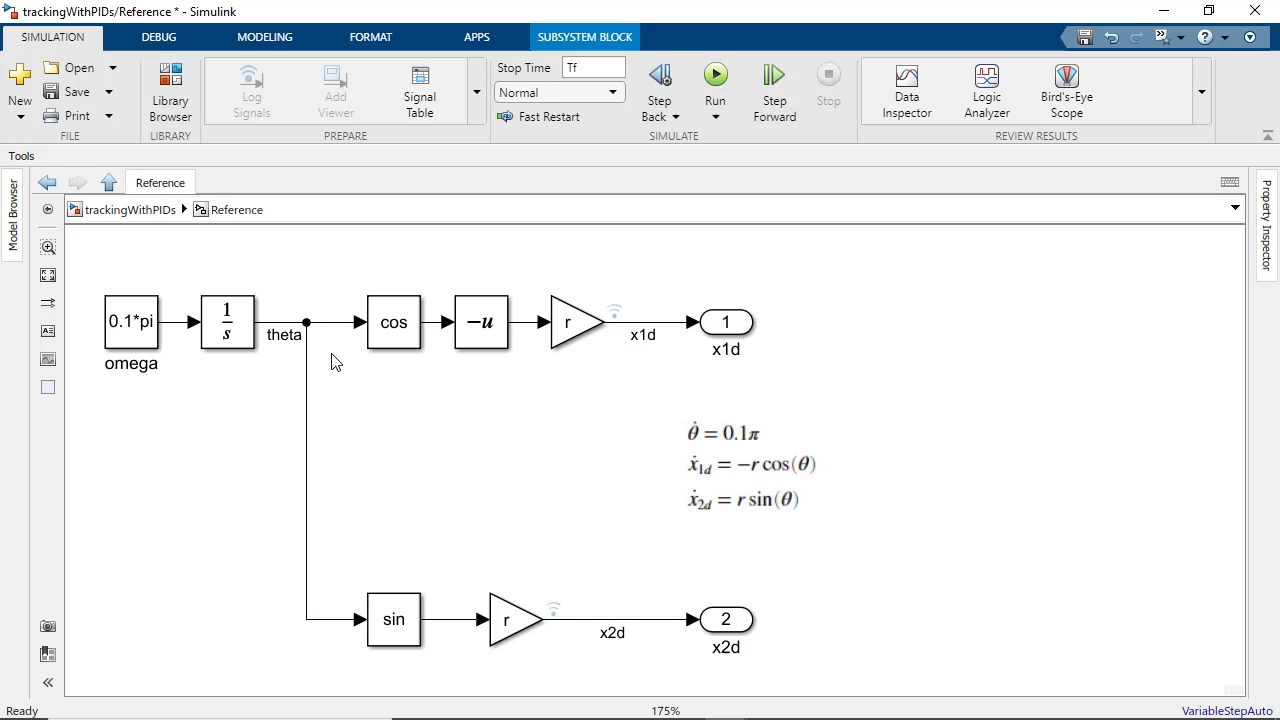 trackingWithPIDs/Reference * - Simulink
SIMULATION DEBUG MODELING FORMAT APPS SUBSYSTEM BLOCK
New
Open
Save
Print
FILE
Library Browser
LIBRARY
Log Signals
Add Viewer
Signal Table
PREPARE
Stop Time Tf
Normal
Fast Restart
Step Back
Run
Step Forward
Stop
SIMULATE
Data Inspector
Logic Analyzer
Bird's-Eye Scope
REVIEW RESULTS
Tools
Model Browser
Reference
Property Inspector
trackingWithPIDs Reference
0.1*pi
omega
1/s
theta
cos
-u
r
x1d
1
x1d
θ̇ = 0.1π
ẋ1d = −r cos(θ)
ẋ2d = r sin(θ)
sin
r
x2d
2
x2d
Ready 175% VariableStepAuto